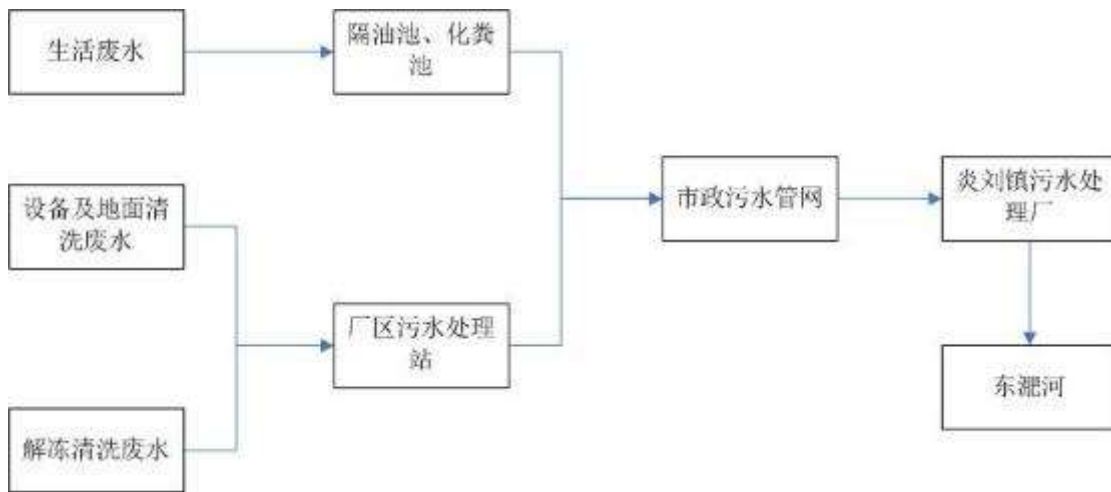 生活废水
隔油池、化粪
池
设备及地面清
洗废水
市政污水管网
炎刘镇污水处
理厂
厂区污水处理
站
东淝河
解冻清洗废水